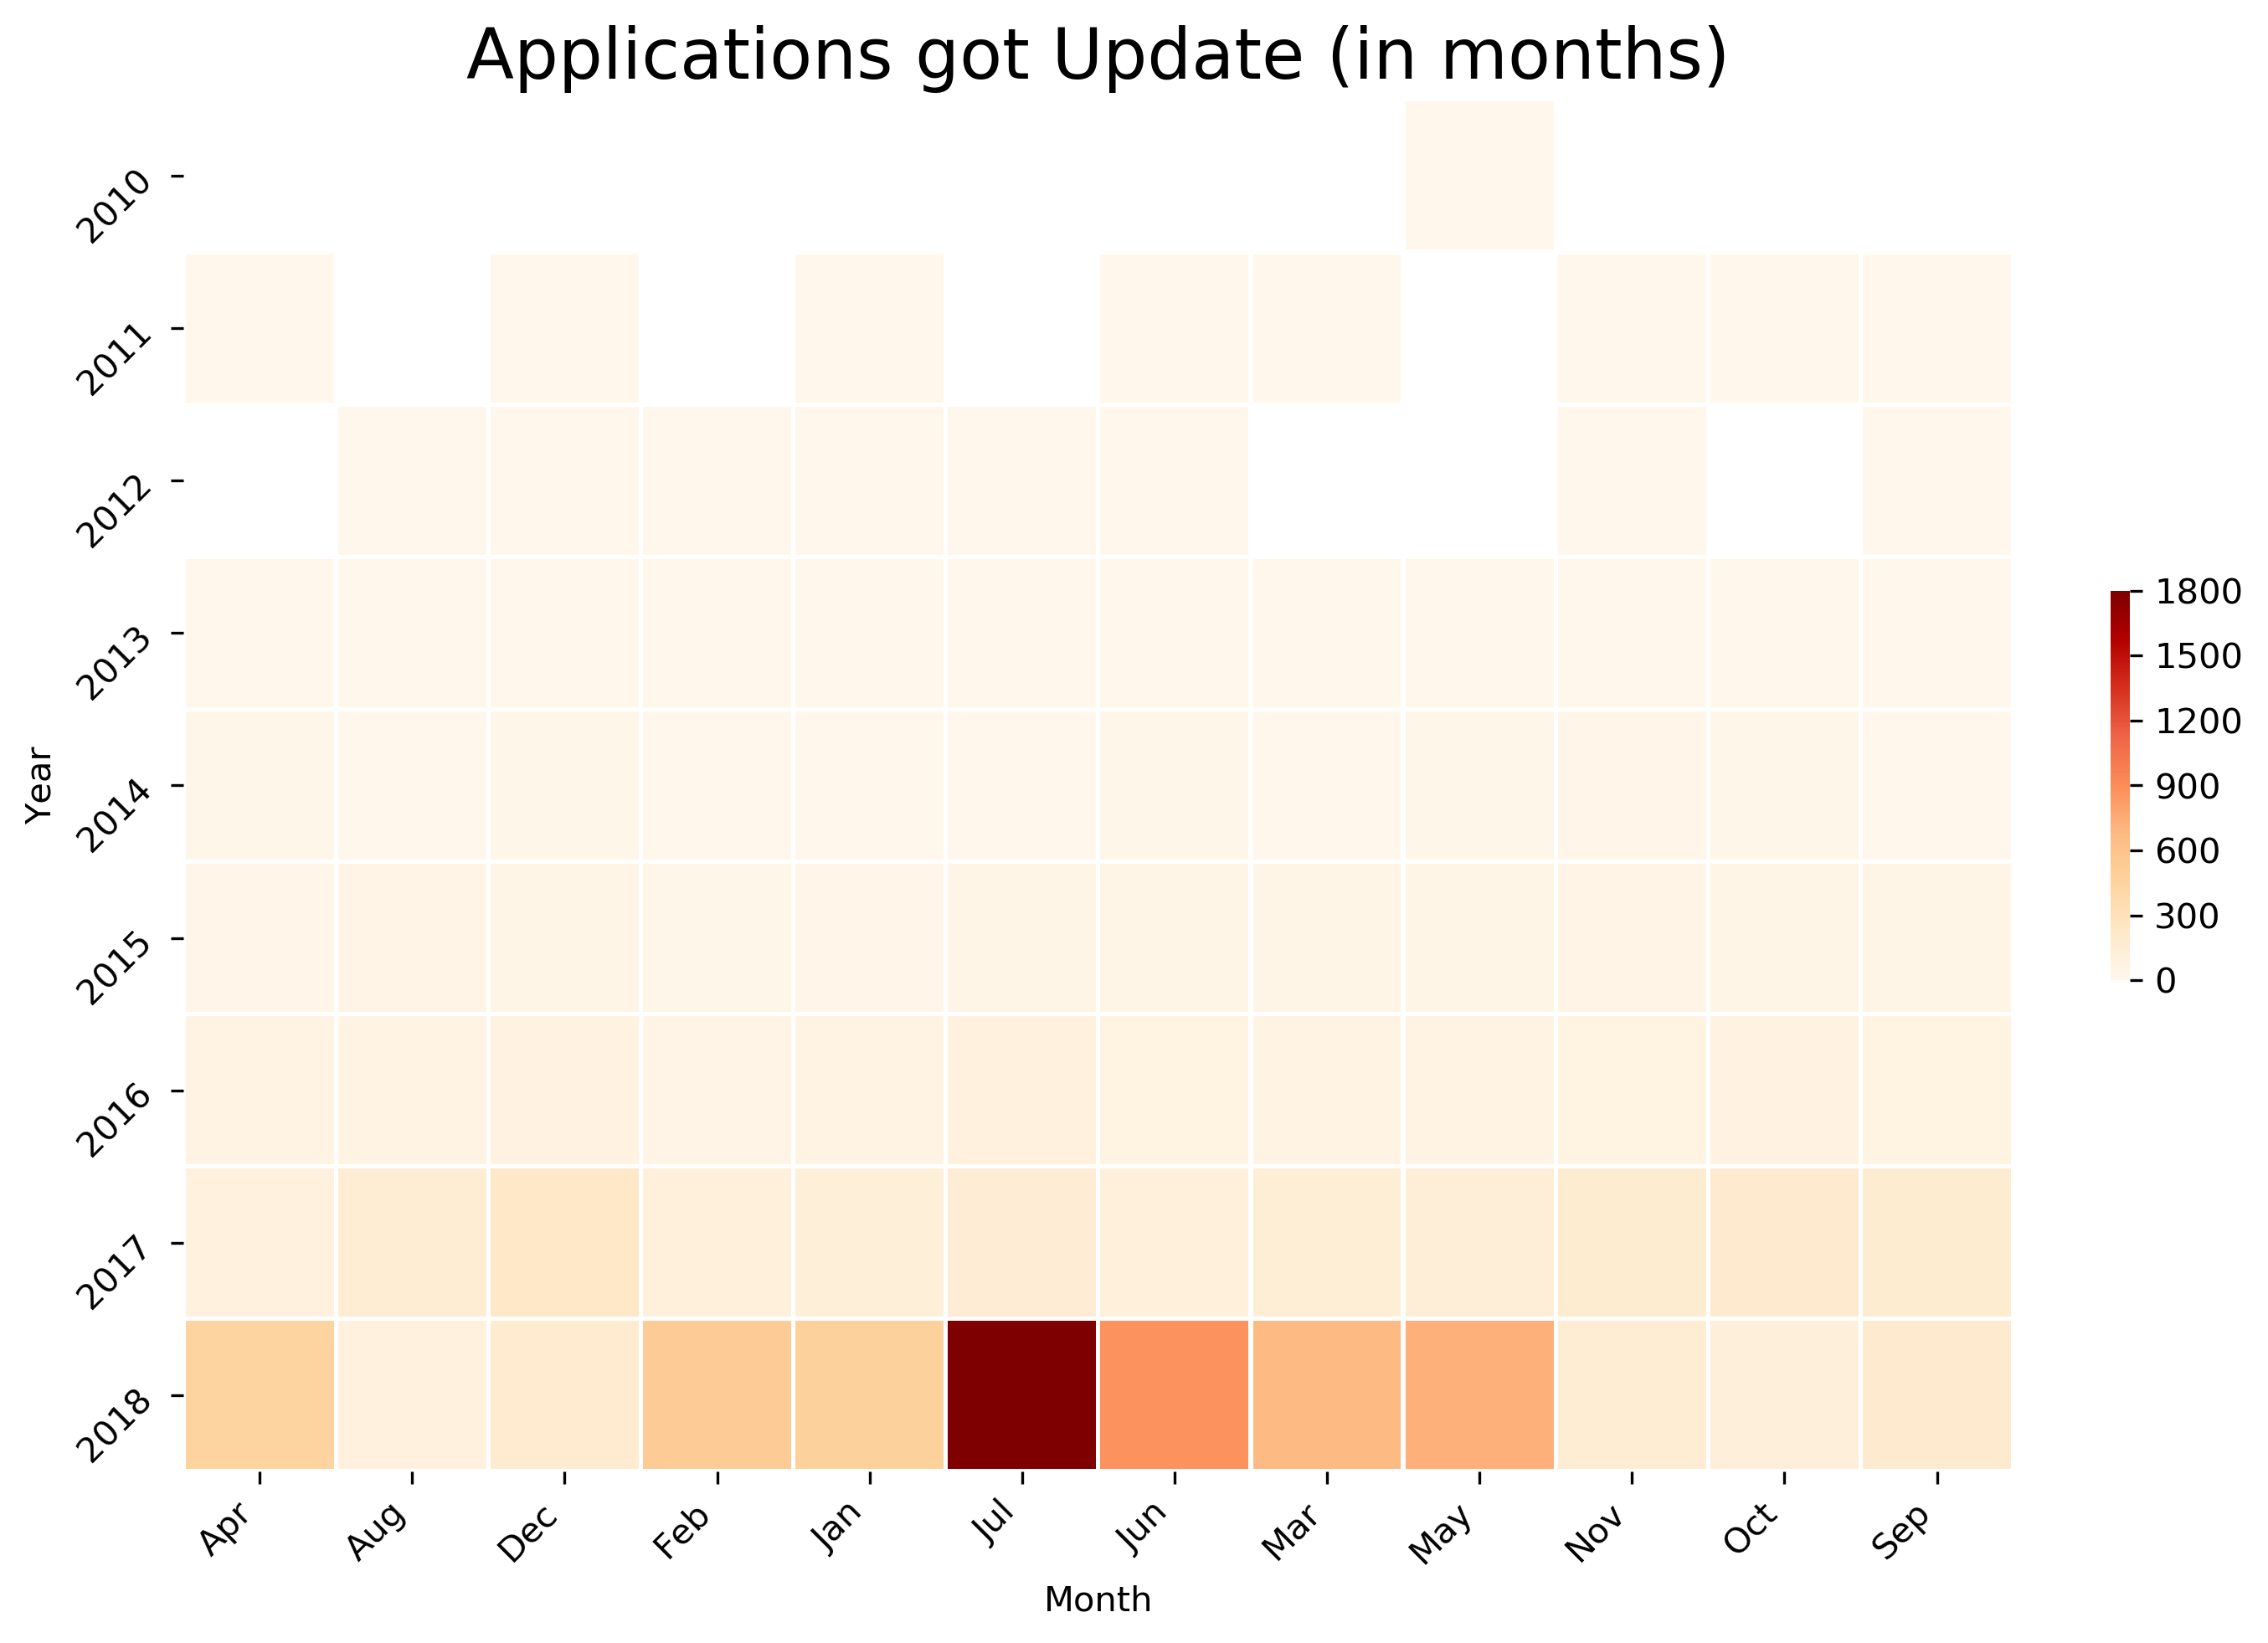 Applications got Update (in months)
2010
2011
2012
2013
2014
2015
2016
2017
2018
Year
Apr
Aug
Dec
Feb
Jan
Jul
Jun
Mar
May
Nov
Oct
Sep
Month
1800
1500
1200
900
600
300
0